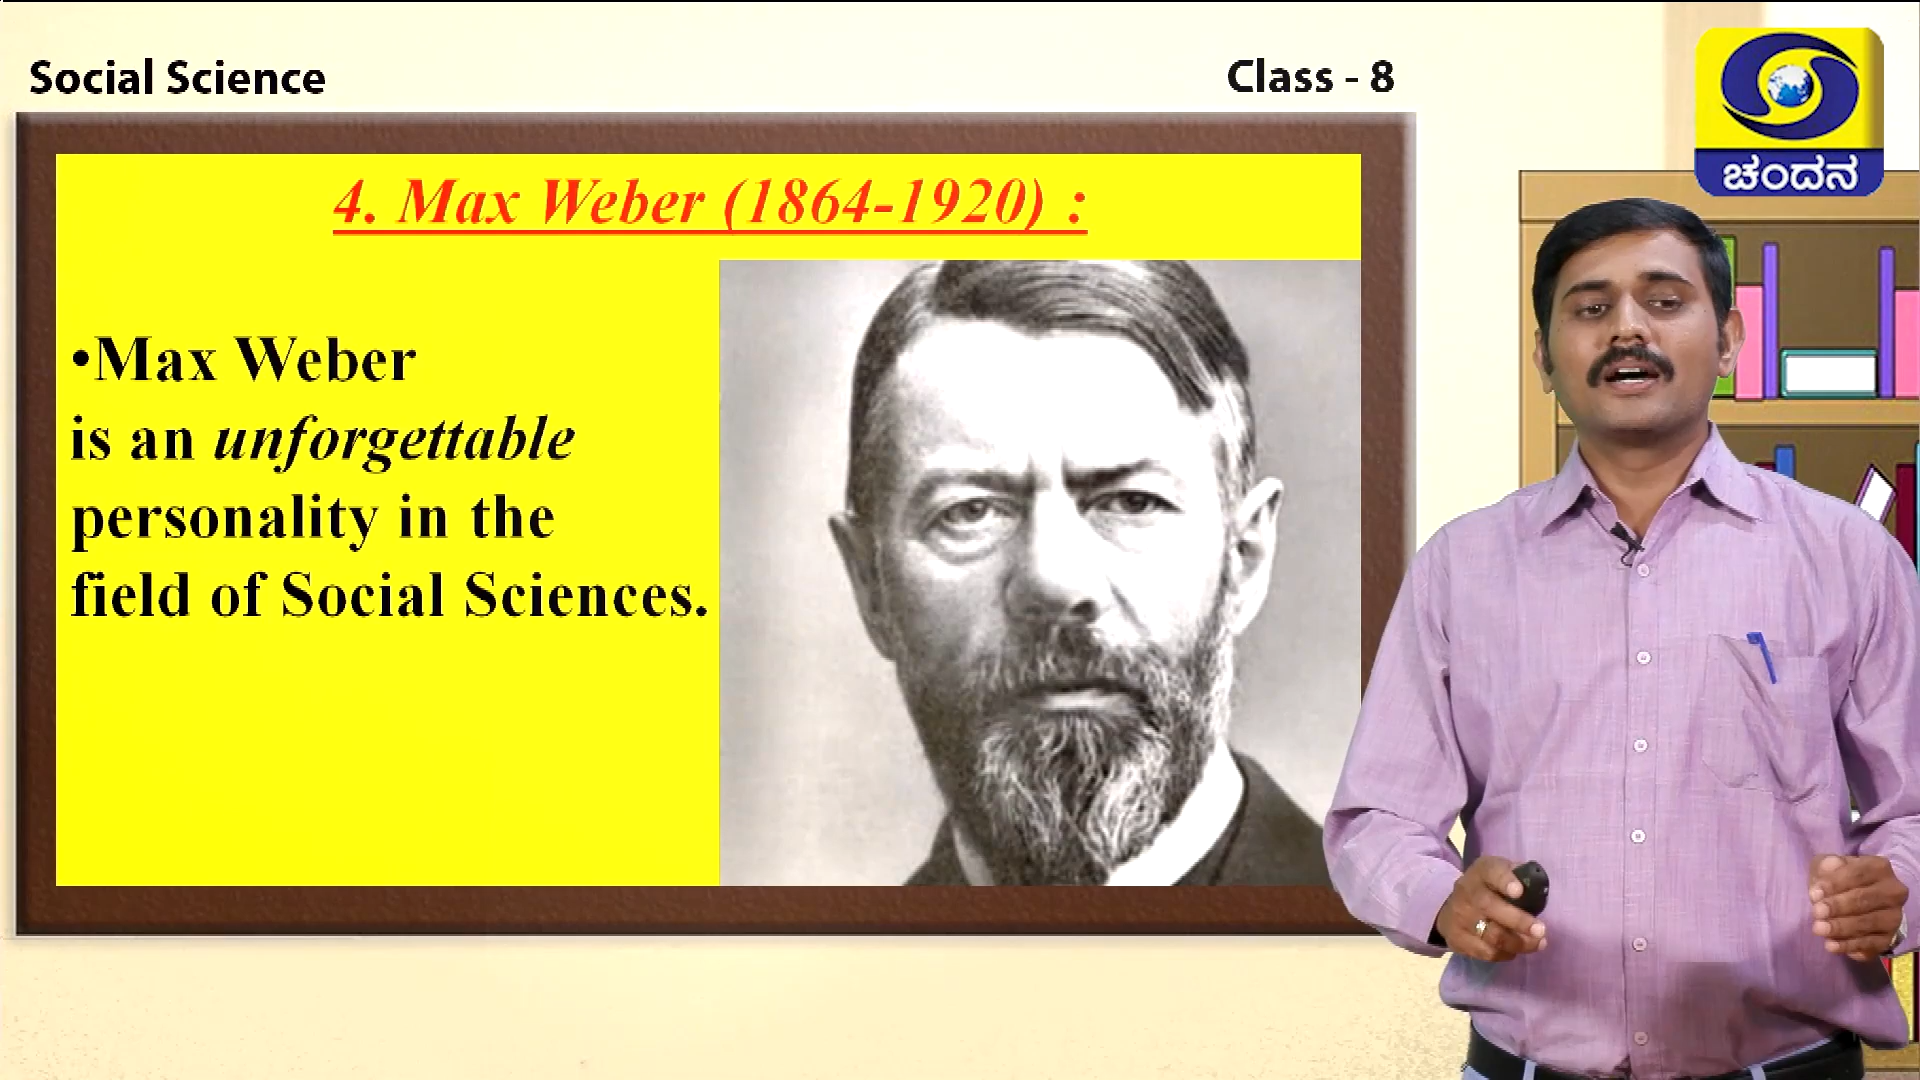 Social Science
Class - 8
ಚಂದನ
4. Max Weber (1864-1920) :
•Max Weber
is an unforgettable
personality in the
field of Social Sciences.